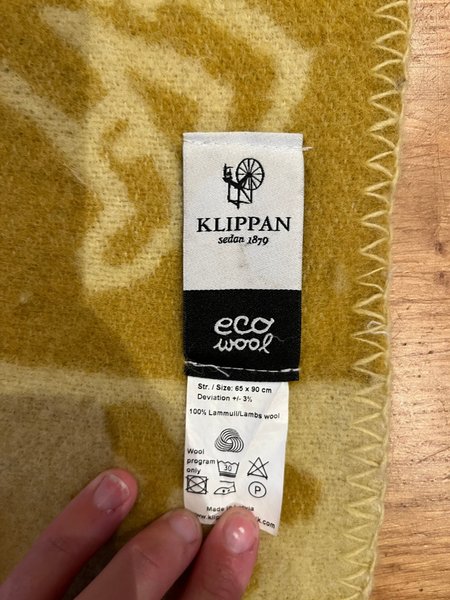 KLIPPAN
sedan 1879
eco
wool
Str. / Size: 65 x 90 cm
Deviation +/- 3%
100% Lammull/Lambs wool
Wool
program
only
30
P
Made in